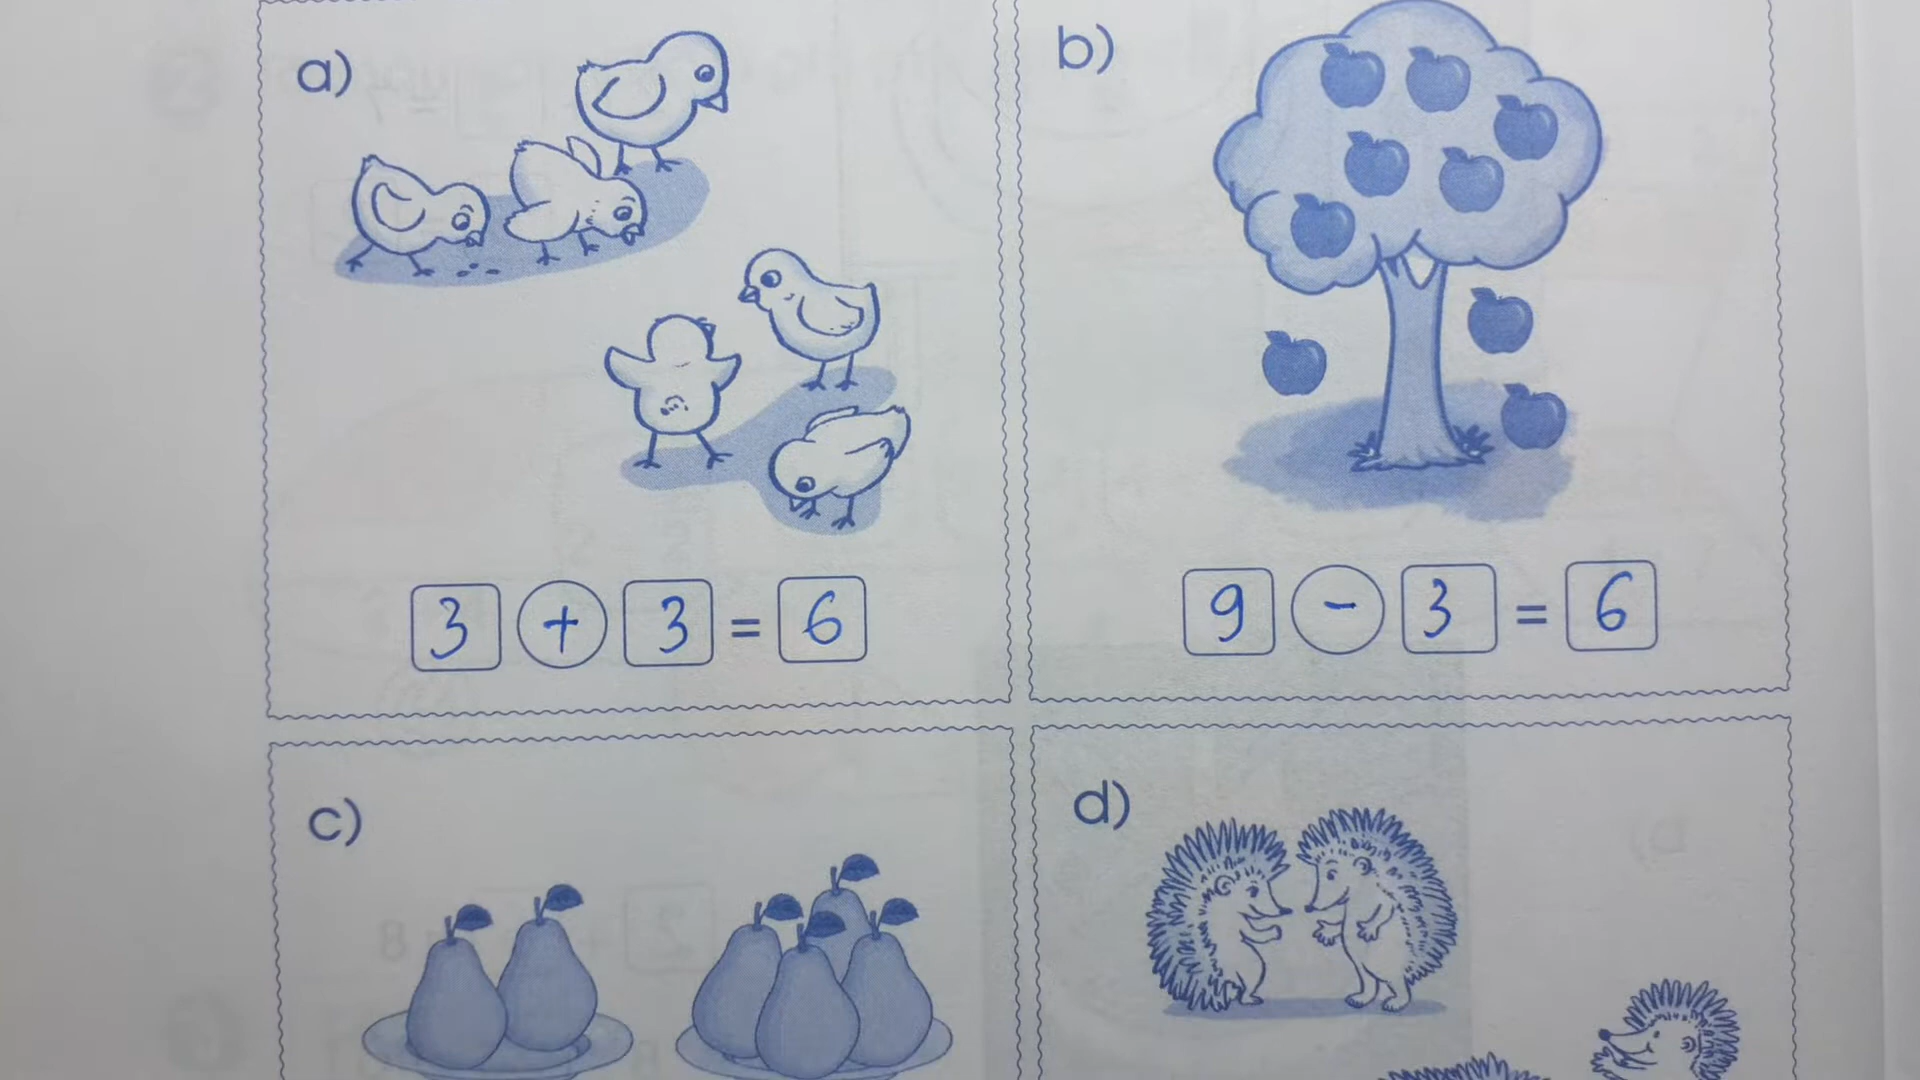 a)
b)
3 + 3 = 6
9 - 3 = 6
c)
d)